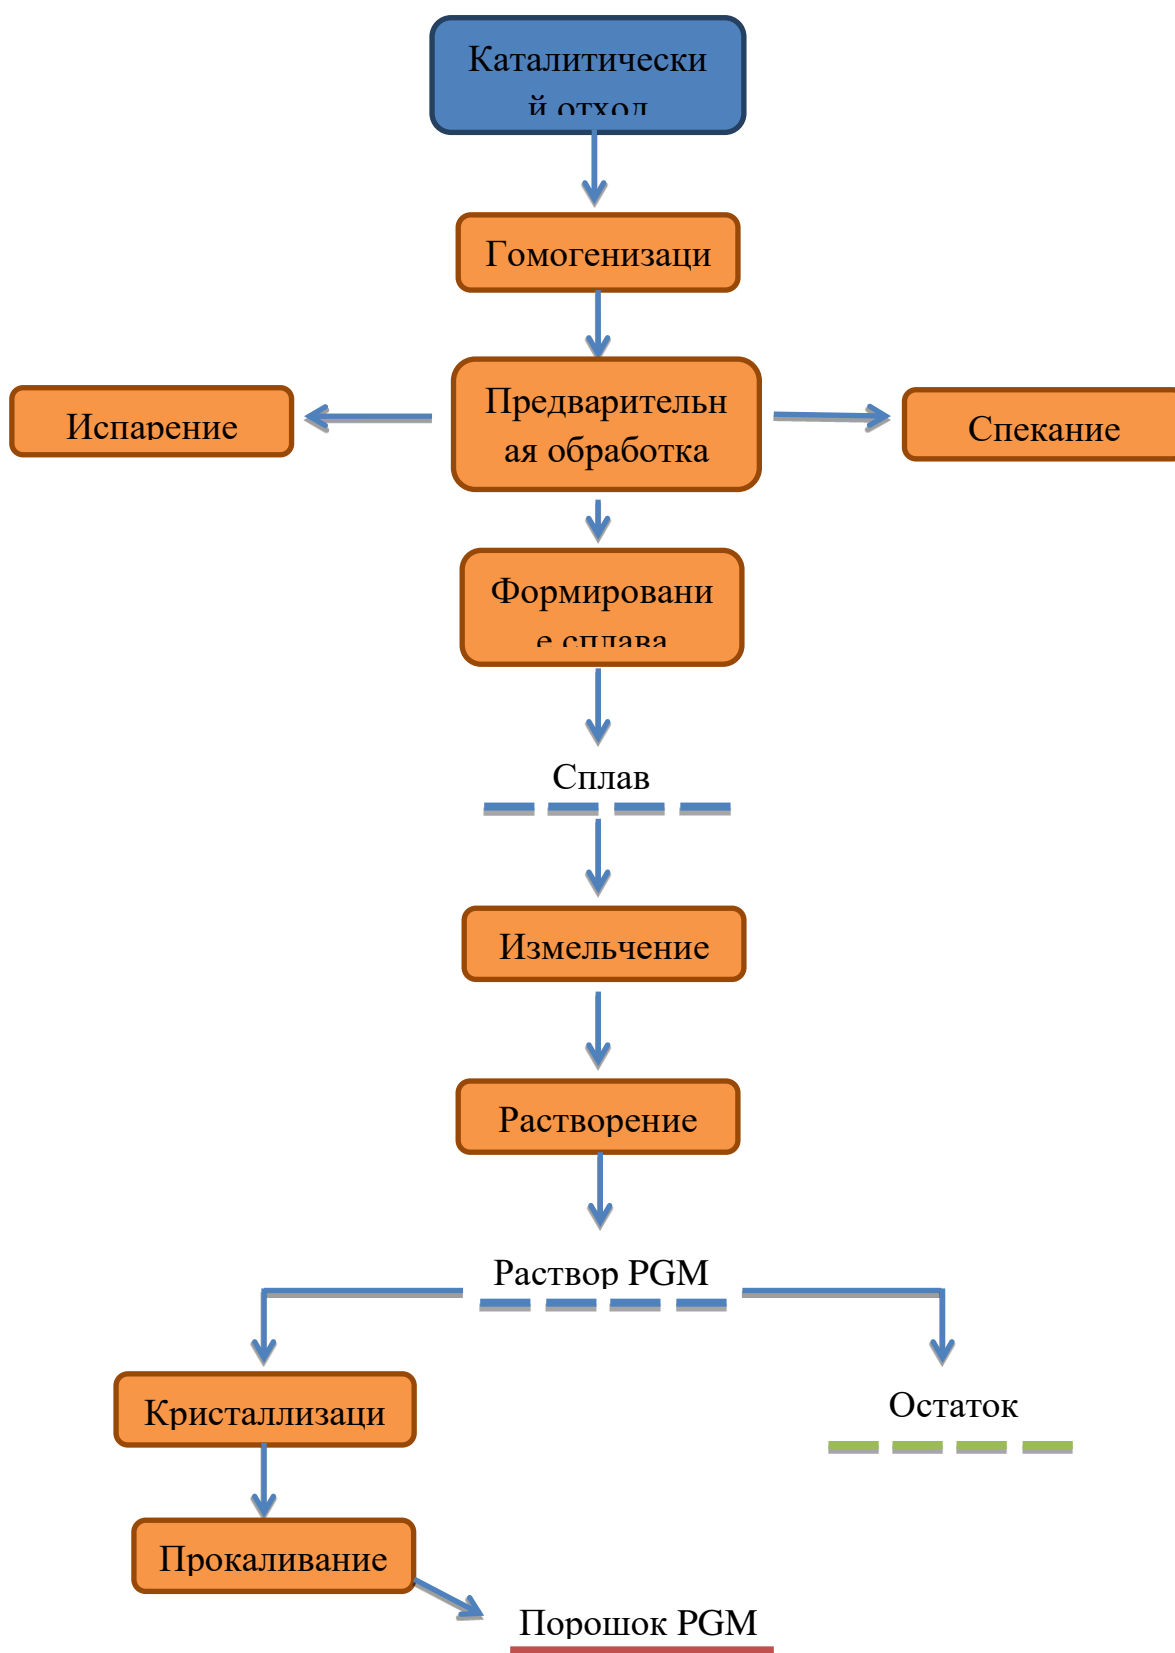 Каталитически
й отход
Гомогенизаци
Испарение
Предварительн
ая обработка
Спекание
Формировани
е сплава
Сплав
Измельчение
Растворение
Раствор PGM
Кристаллизаци
Остаток
Прокаливание
Порошок PGM